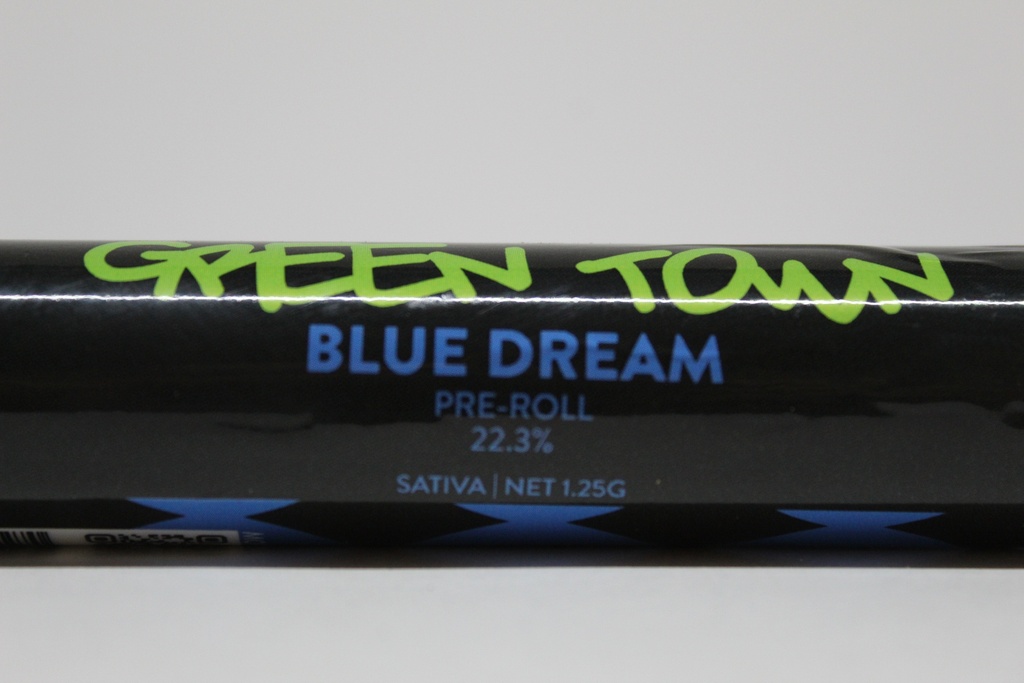 GREEN TOWN
BLUE DREAM
PRE-ROLL
22.3%
SATIVA | NET 1.25G